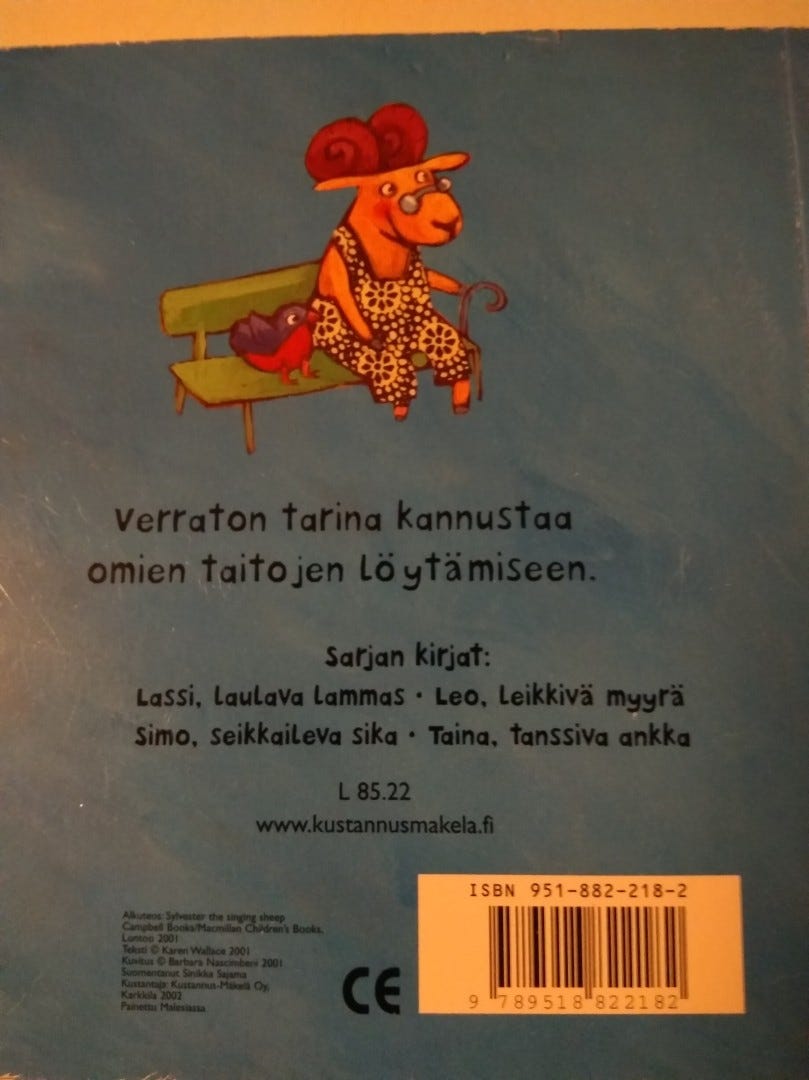 Verraton tarina kannustaa
omien taitojen löytämiseen.
Sarjan kirjat:
Lassi, laulava lammas • Leo, leikkivä myyrä
Simo, seikkaileva sika • Taina, tanssiva ankka
L 85.22
www.kustannusmakela.fi
ISBN 951-882-218-2
Alkuteos: Sylvester the singing sheep
Campbell Books/Macmillan Children's Books,
Lontoo 2001
Teksti © Karen Wallace 2001
Kuvitus © Barbara Nascimbeni 2001
Suomentanut Sinikka Sajama
Kustantaja: Kustannus-Mäkelä Oy,
Karkkila 2002
Painettu Malesiassa
CE
9 789518 822182